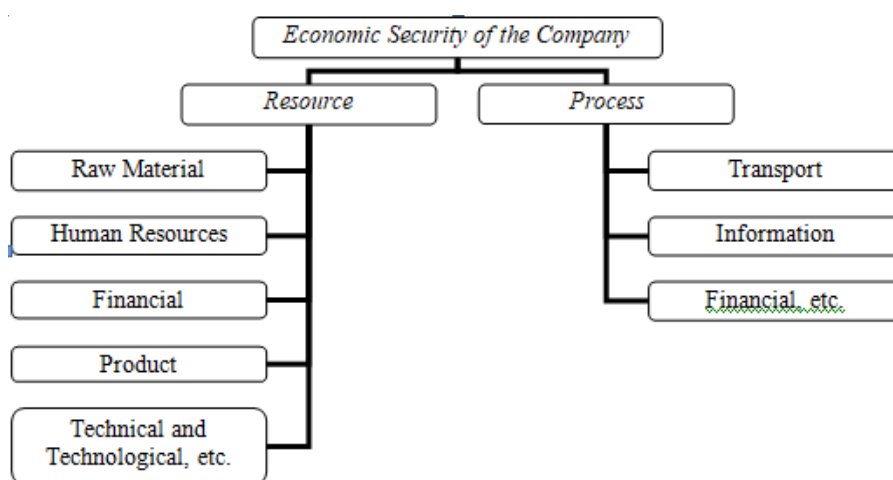 Economic Security of the Company
Resource
Process
Raw Material
Human Resources
Financial
Product
Technical and
Technological, etc.
Transport
Information
Financial, etc.